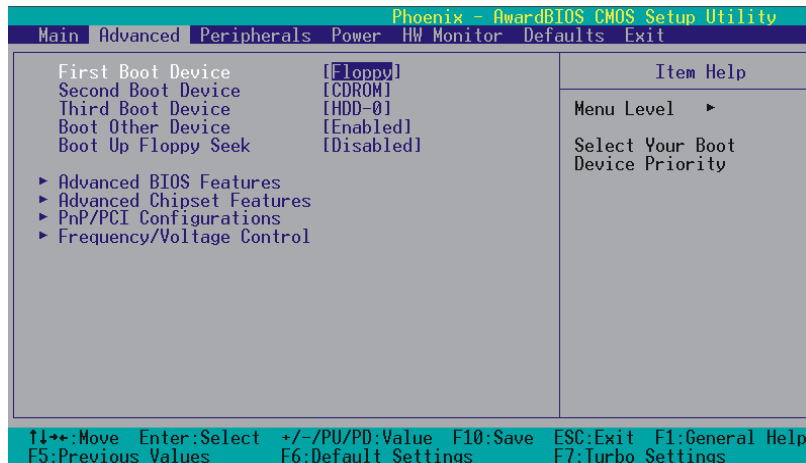 Phoenix - AwardBIOS CMOS Setup Utility
Main Advanced Peripherals Power HW Monitor Defaults Exit
First Boot Device [Floppy]
Second Boot Device [CDROM]
Third Boot Device [HDD-0]
Boot Other Device [Enabled]
Boot Up Floppy Seek [Disabled]
► Advanced BIOS Features
► Advanced Chipset Features
► PnP/PCI Configurations
► Frequency/Voltage Control
Item Help
Menu Level ►
Select Your Boot
Device Priority
↑↓→←:Move Enter:Select +/-/PU/PD:Value F10:Save ESC:Exit F1:General Help
F5:Previous Values F6:Default Settings F7:Turbo Settings